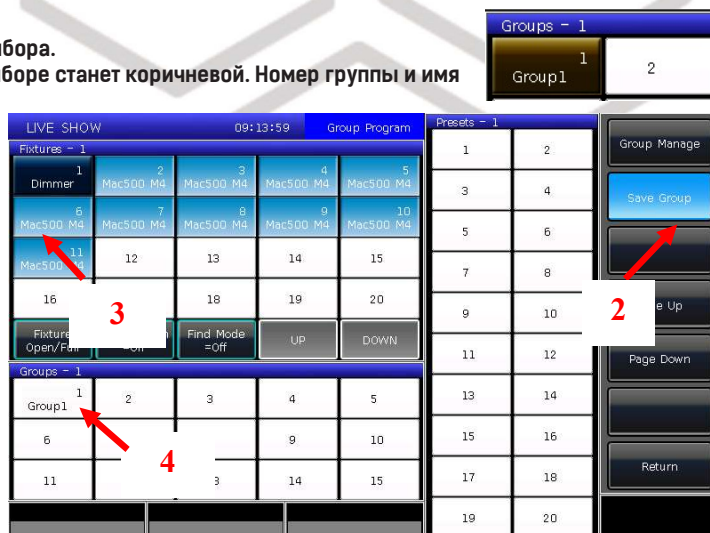 Groups - 1
1
Group1
2
бора.
боре станет коричневой. Номер группы и имя
LIVE SHOW 09:13:59 Group Program
Fixtures - 1
1 Dimmer
2 Mac500 M4
3 Mac500 M4
4 Mac500 M4
5 Mac500 M4
6 Mac500 M4
7 Mac500 M4
8 Mac500 M4
9 Mac500 M4
10 Mac500 M4
11
12
13
14
15
16
18
19
20
3
Fixture
Find Mode
=Off
UP
DOWN
Groups - 1
1
Group1
2
3
4
5
6
9
10
11
14
15
4
Presets - 1
1 2
3 4
5 6
7 8
9 10
11 12
13 14
15 16
17 18
19 20
Group Manage
Save Group
2
Page Down
Return